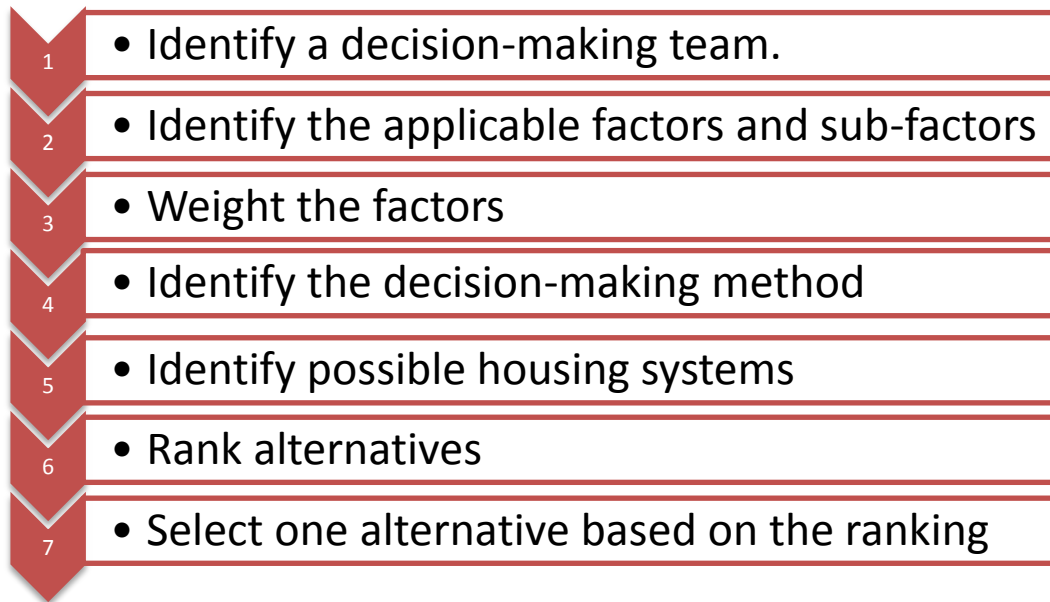 1 • Identify a decision-making team.
2 • Identify the applicable factors and sub-factors
3 • Weight the factors
4 • Identify the decision-making method
5 • Identify possible housing systems
6 • Rank alternatives
7 • Select one alternative based on the ranking